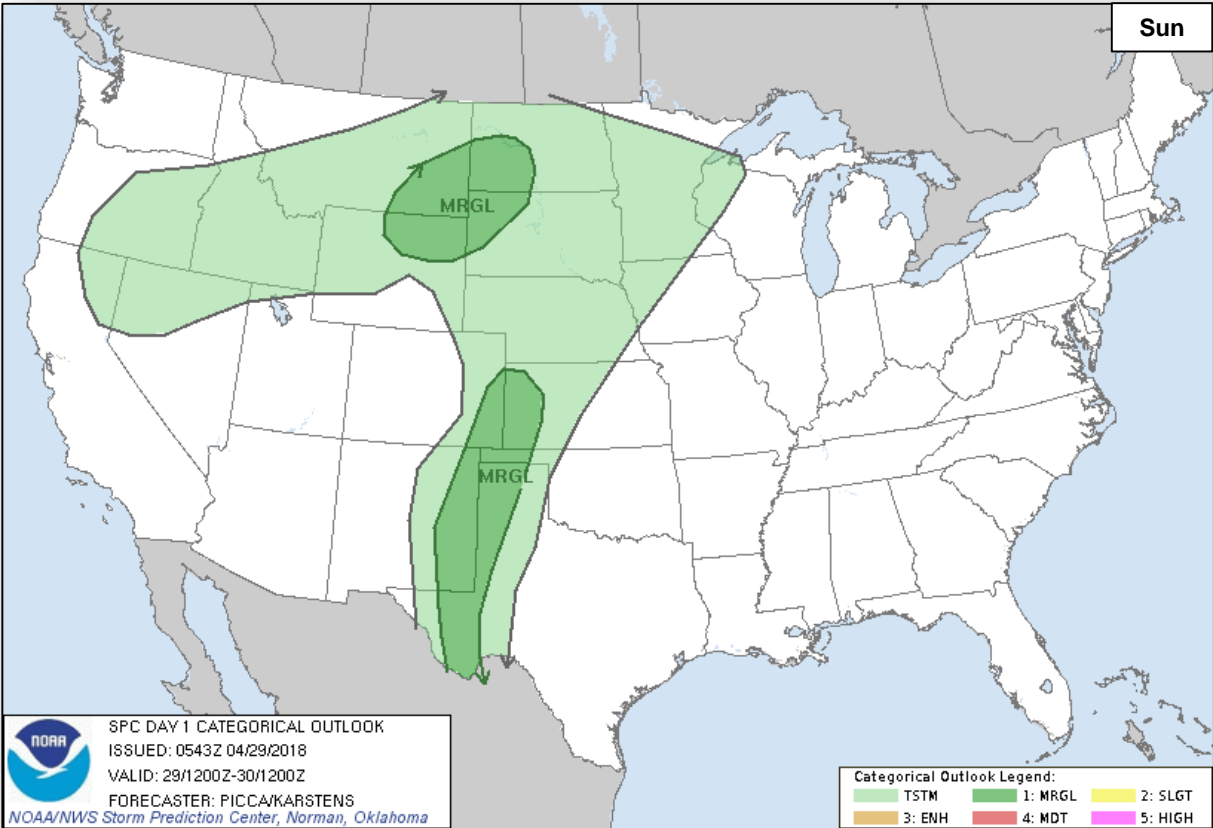 Sun
MRGL
MRGL
NOAA
SPC DAY 1 CATEGORICAL OUTLOOK
ISSUED: 0543Z 04/29/2018
VALID: 29/1200Z-30/1200Z
FORECASTER: PICCA/KARSTENS
NOAA/NWS Storm Prediction Center, Norman, Oklahoma
Categorical Outlook Legend:
TSTM 1: MRGL 2: SLGT
3: ENH 4: MDT 5: HIGH